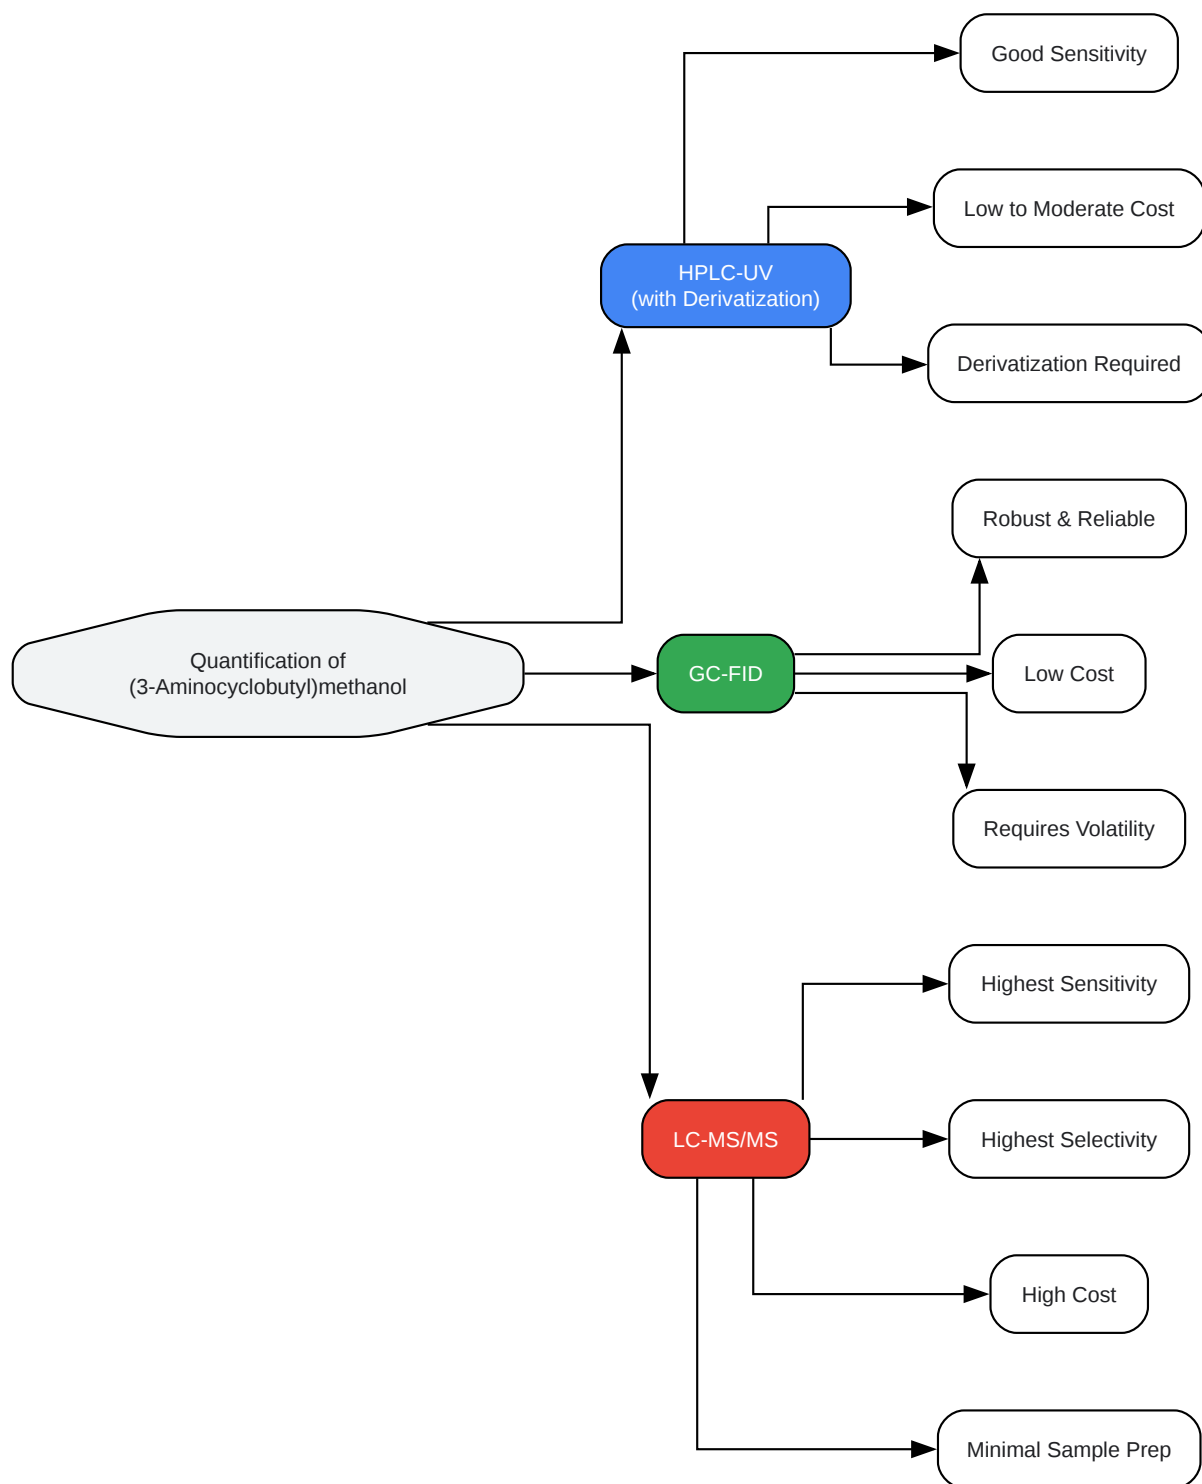 Good Sensitivity
Low to Moderate Cost
HPLC-UV
(with Derivatization)
Derivatization Required
Robust & Reliable
Quantification of
(3-Aminocyclobutyl)methanol
GC-FID
Low Cost
Requires Volatility
Highest Sensitivity
LC-MS/MS
Highest Selectivity
High Cost
Minimal Sample Prep